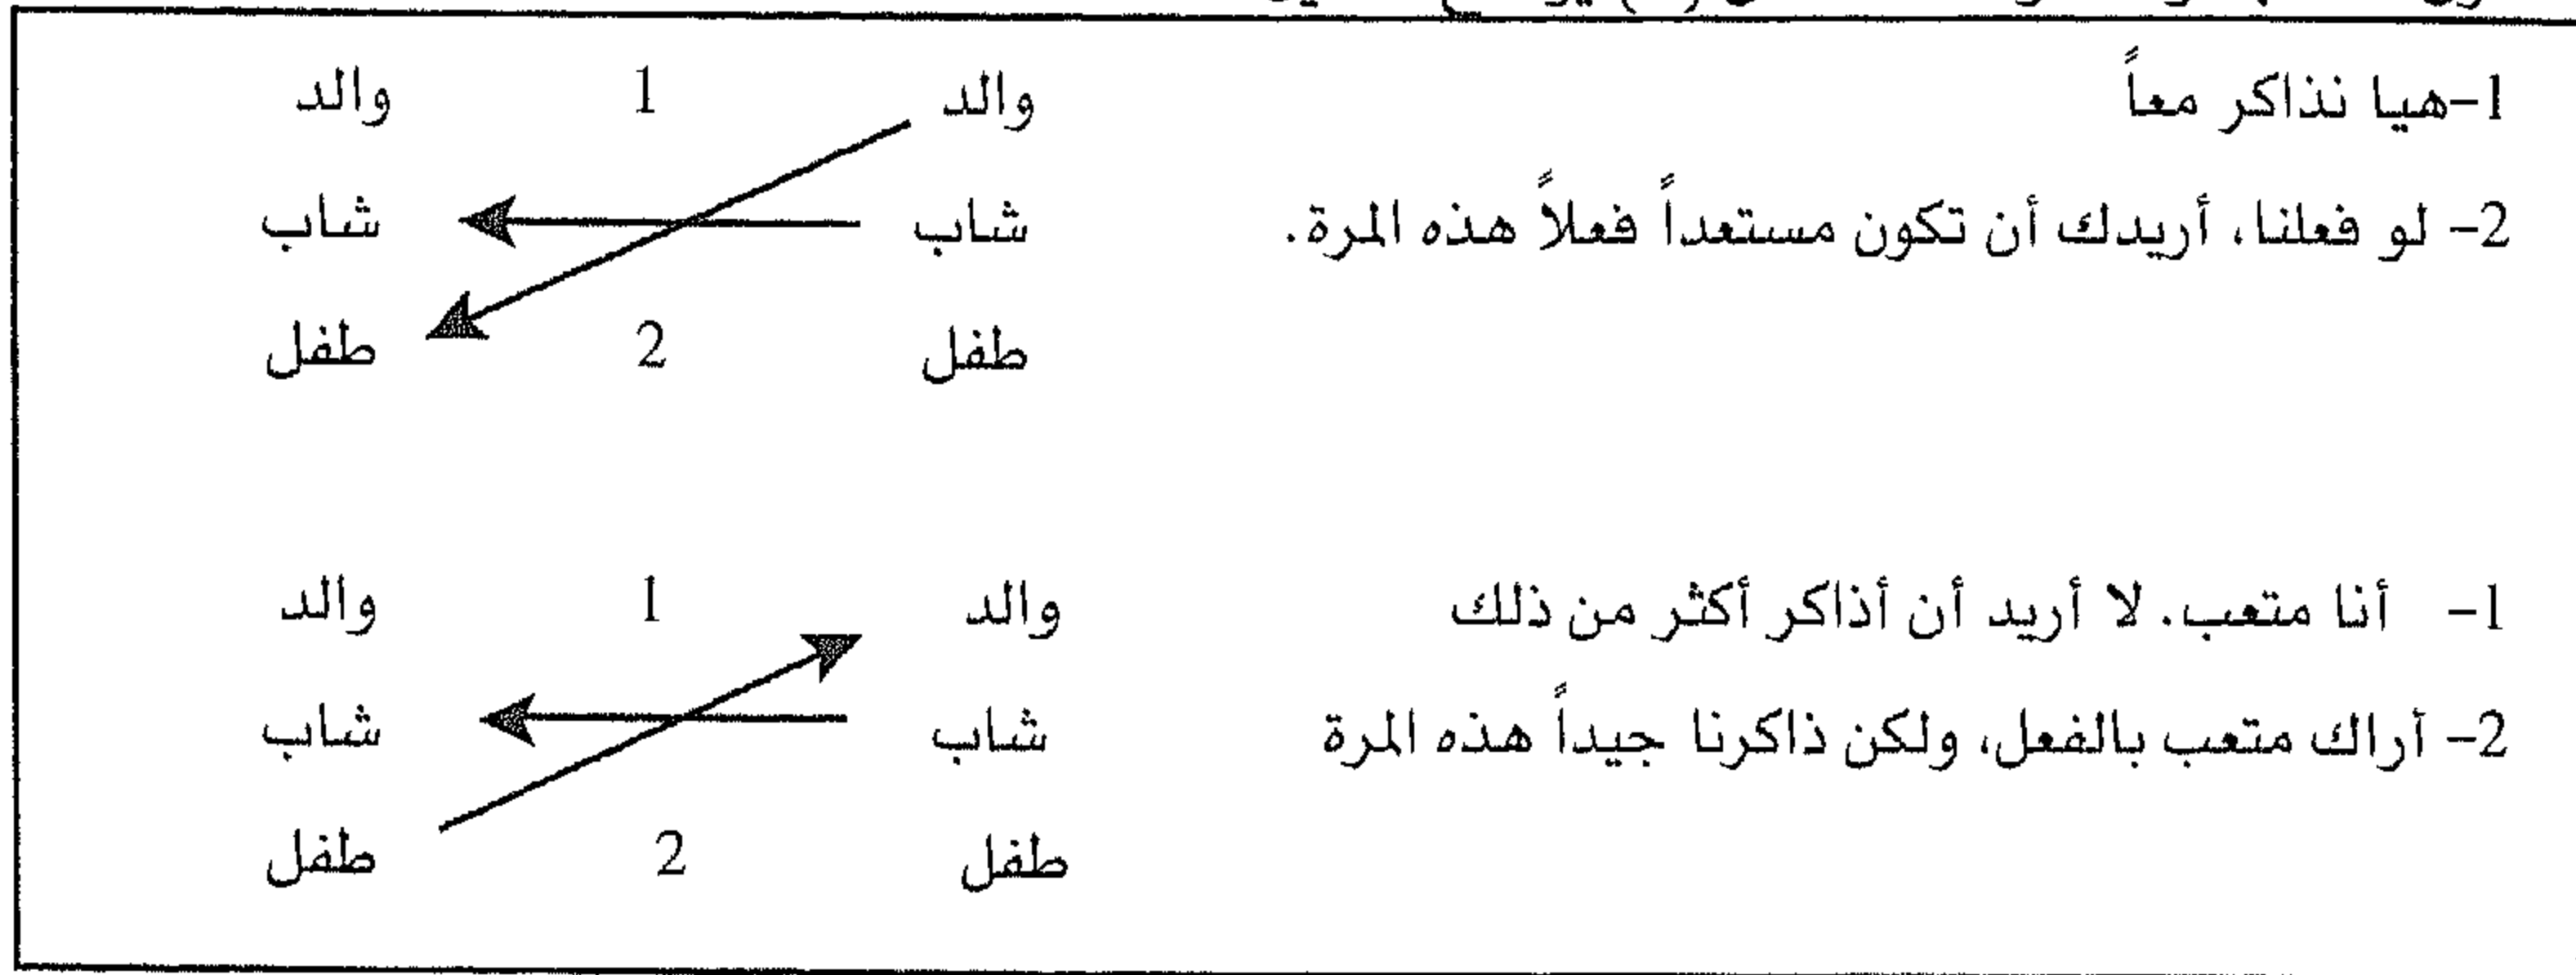 1-هيا نذاكر معاً
2- لو فعلنا، أريدك أن تكون مستعداً فعلاً هذه المرة.
والد 1 والد
شاب شاب
طفل 2 طفل
1- أنا متعب. لا أريد أن أذاكر أكثر من ذلك
2- أراك متعب بالفعل، ولكن ذاكرنا جيداً هذه المرة
والد 1 والد
شاب شاب
طفل 2 طفل